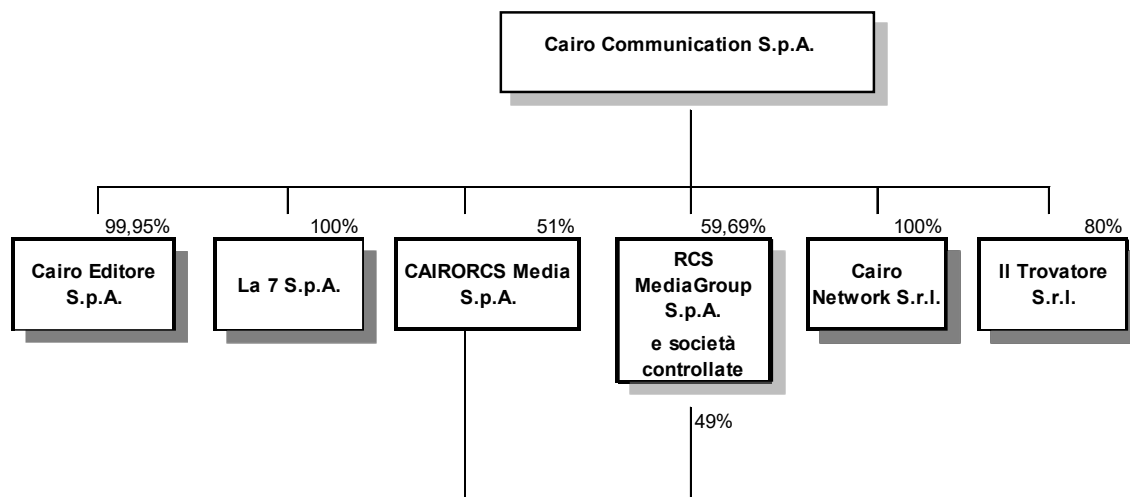 Cairo Communication S.p.A.
99,95%
100%
51%
59,69%
100%
80%
Cairo Editore
S.p.A.
La 7 S.p.A.
CAIRORCS Media
S.p.A.
RCS
MediaGroup
S.p.A.
e società
controllate
Cairo
Network S.r.l.
Il Trovatore
S.r.l.
49%